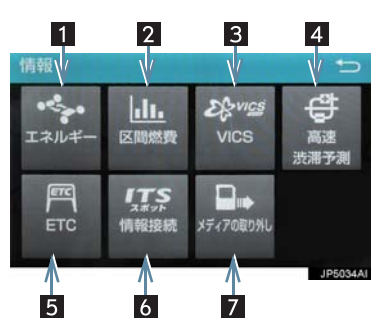 1 2 3 4
情報
エネルギー 区間燃費 VICS VICS 高速
渋滞予測
ETC ITS
スポット
ETC 情報接続 メディアの取り外し
JP5034AI
5 6 7